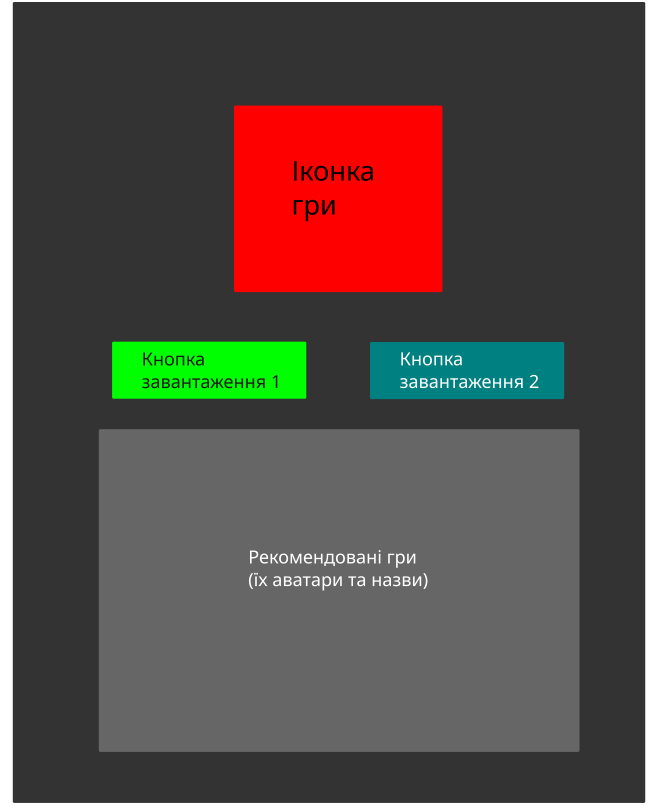 Іконка
гри
Кнопка
завантаження 1
Кнопка
завантаження 2
Рекомендовані гри
(їх аватари та назви)